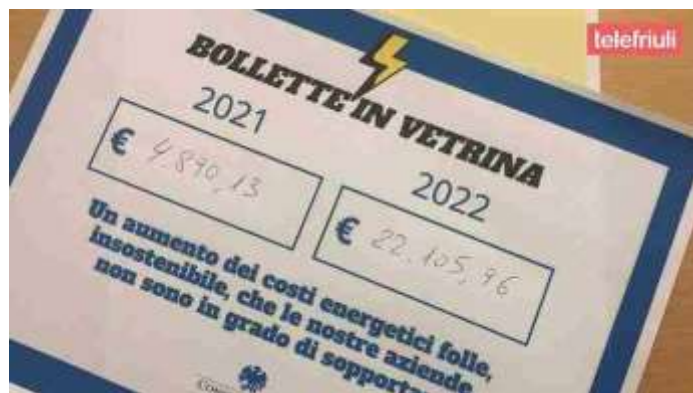 telefriuli
BOLLETTE IN VETRINA
2021
€ 4.890,13
2022
€ 22.105,96
Un aumento dei costi energetici folle,
insostenibile, che le nostre aziende
non sono in grado di